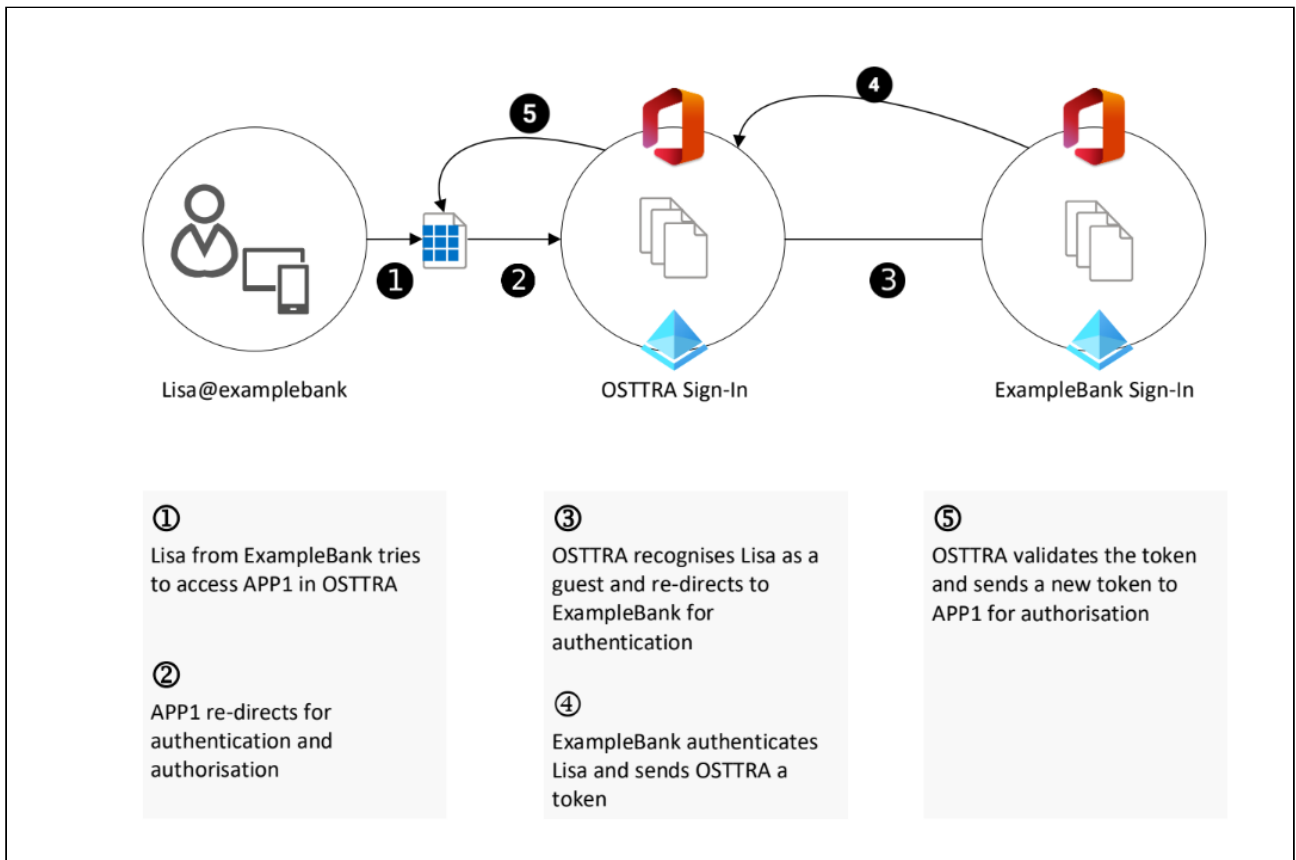 5
4
1
2
3
Lisa@examplebank
OSTTRA Sign-In
ExampleBank Sign-In
①
Lisa from ExampleBank tries
to access APP1 in OSTTRA
②
APP1 re-directs for
authentication and
authorisation
③
OSTTRA recognises Lisa as a
guest and re-directs to
ExampleBank for
authentication
④
ExampleBank authenticates
Lisa and sends OSTTRA a
token
⑤
OSTTRA validates the token
and sends a new token to
APP1 for authorisation